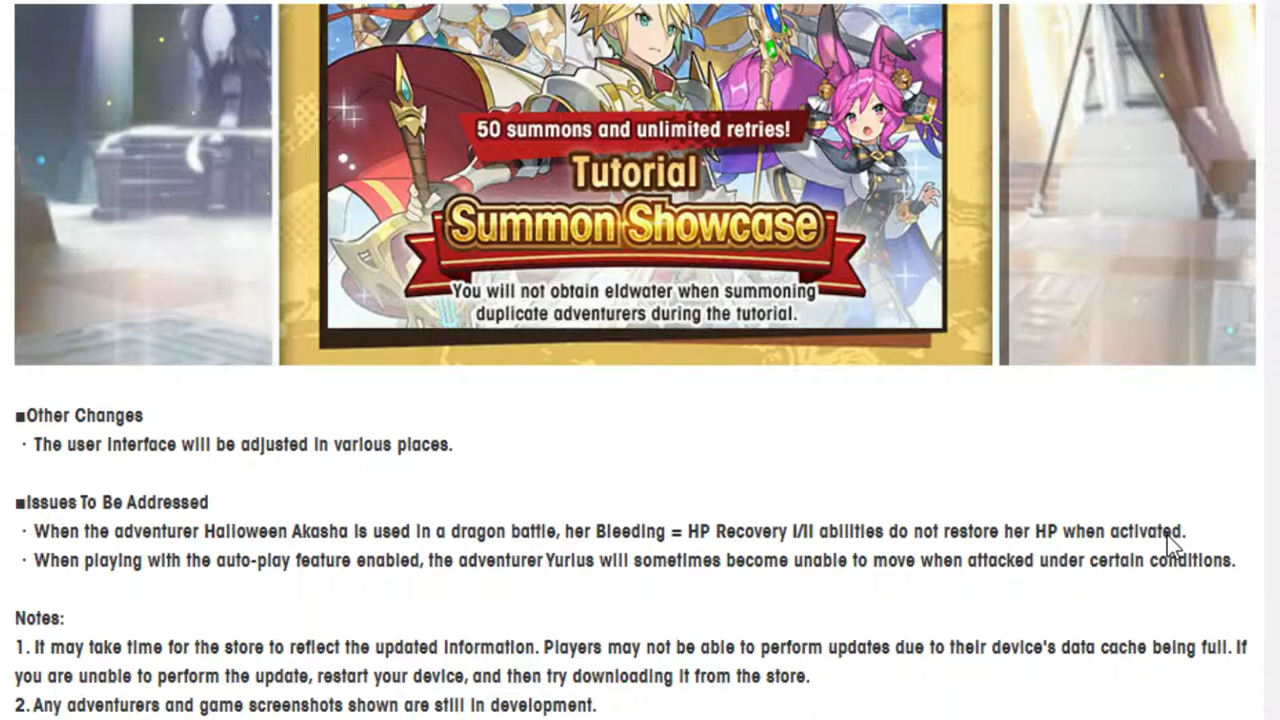 50 summons and unlimited retries!
Tutorial
Summon Showcase
You will not obtain eldwater when summoning
duplicate adventurers during the tutorial.
■Other Changes
· The user interface will be adjusted in various places.
■Issues To Be Addressed
· When the adventurer Halloween Akasha is used in a dragon battle, her Bleeding = HP Recovery I/II abilities do not restore her HP when activated.
· When playing with the auto-play feature enabled, the adventurer Yurius will sometimes become unable to move when attacked under certain conditions.
Notes:
1. It may take time for the store to reflect the updated information. Players may not be able to perform updates due to their device's data cache being full. If
you are unable to perform the update, restart your device, and then try downloading it from the store.
2. Any adventurers and game screenshots shown are still in development.